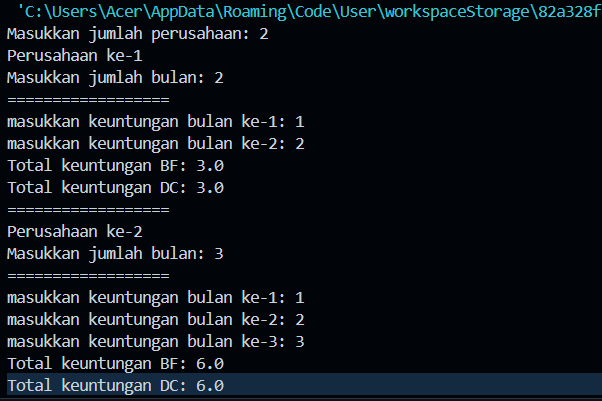 'C:\Users\Acer\AppData\Roaming\Code\User\workspaceStorage\82a328f
Masukkan jumlah perusahaan: 2
Perusahaan ke-1
Masukkan jumlah bulan: 2
==================
masukkan keuntungan bulan ke-1: 1
masukkan keuntungan bulan ke-2: 2
Total keuntungan BF: 3.0
Total keuntungan DC: 3.0
==================
Perusahaan ke-2
Masukkan jumlah bulan: 3
==================
masukkan keuntungan bulan ke-1: 1
masukkan keuntungan bulan ke-2: 2
masukkan keuntungan bulan ke-3: 3
Total keuntungan BF: 6.0
Total keuntungan DC: 6.0